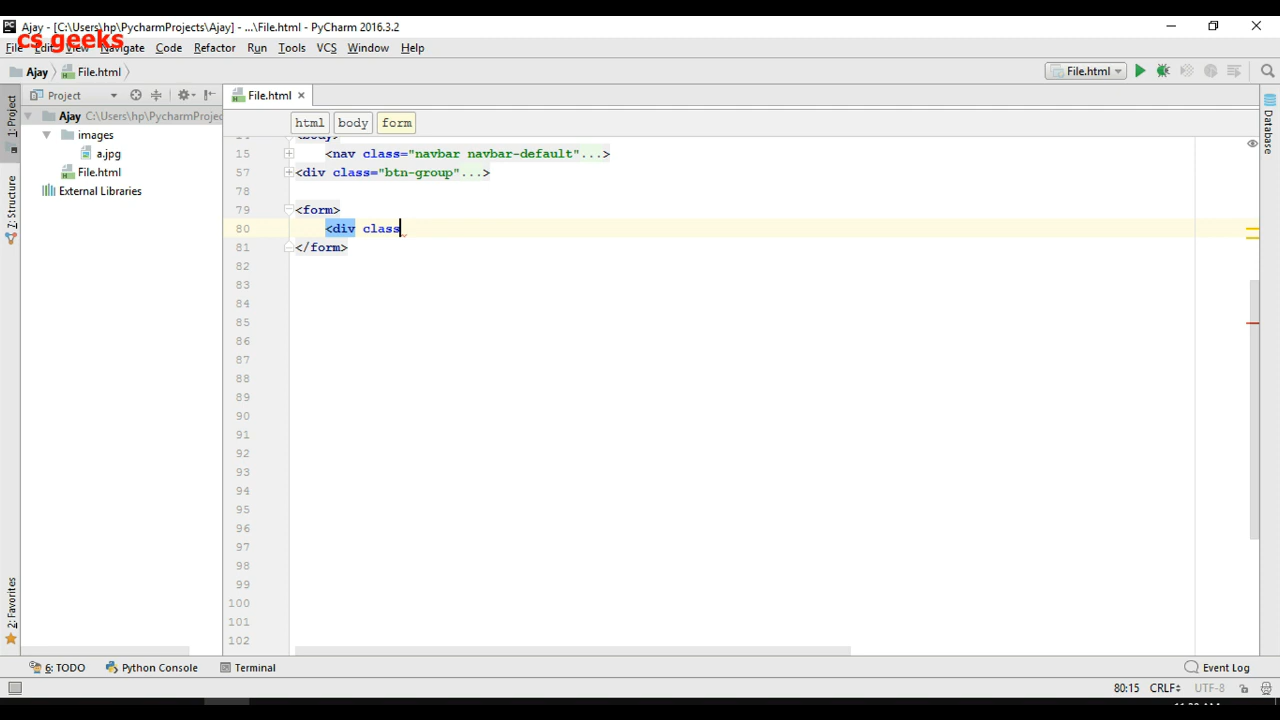 Ajay - [C:\Users\hp\PycharmProjects\Ajay] - ...\File.html - PyCharm 2016.3.2
cs geeks
File Edit View Navigate Code Refactor Run Tools VCS Window Help
Ajay File.html File.html
1: Project
7: Structure
2: Favorites
Project
Ajay C:\Users\hp\PycharmProjec
images
a.jpg
File.html
External Libraries
File.html
html body form
<body>
15 <nav class="navbar navbar-default"...>
57 <div class="btn-group"...>
78
79 <form>
80 <div class
81 </form>
82
83
84
85
86
87
88
89
90
91
92
93
94
95
96
97
98
99
100
101
102
Database
6: TODO Python Console Terminal Event Log
80:15 CRLF UTF-8